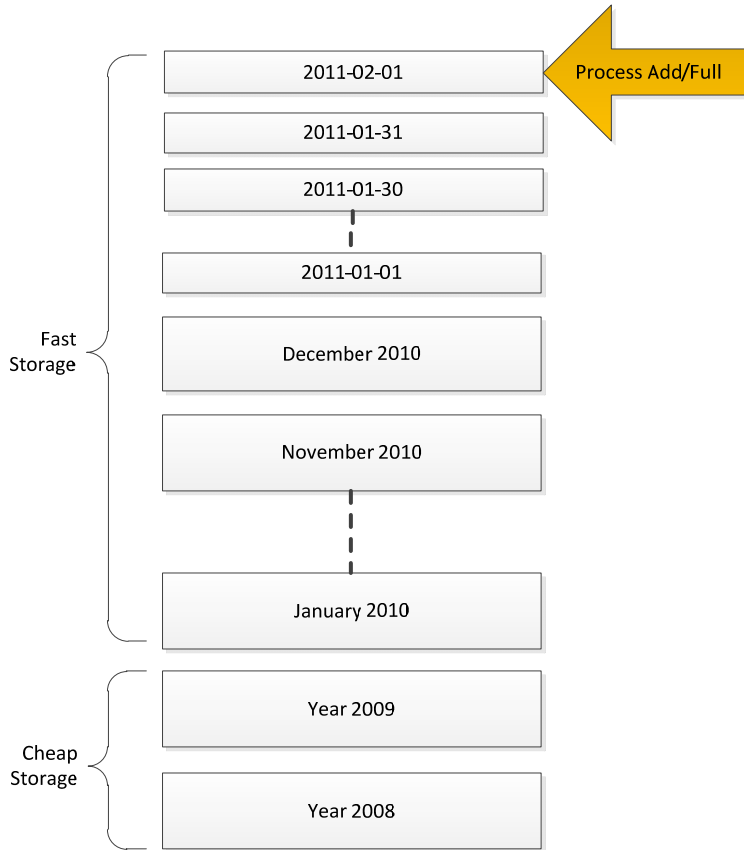 2011-02-01
Process Add/Full
2011-01-31
2011-01-30
2011-01-01
Fast
Storage
December 2010
November 2010
January 2010
Year 2009
Cheap
Storage
Year 2008